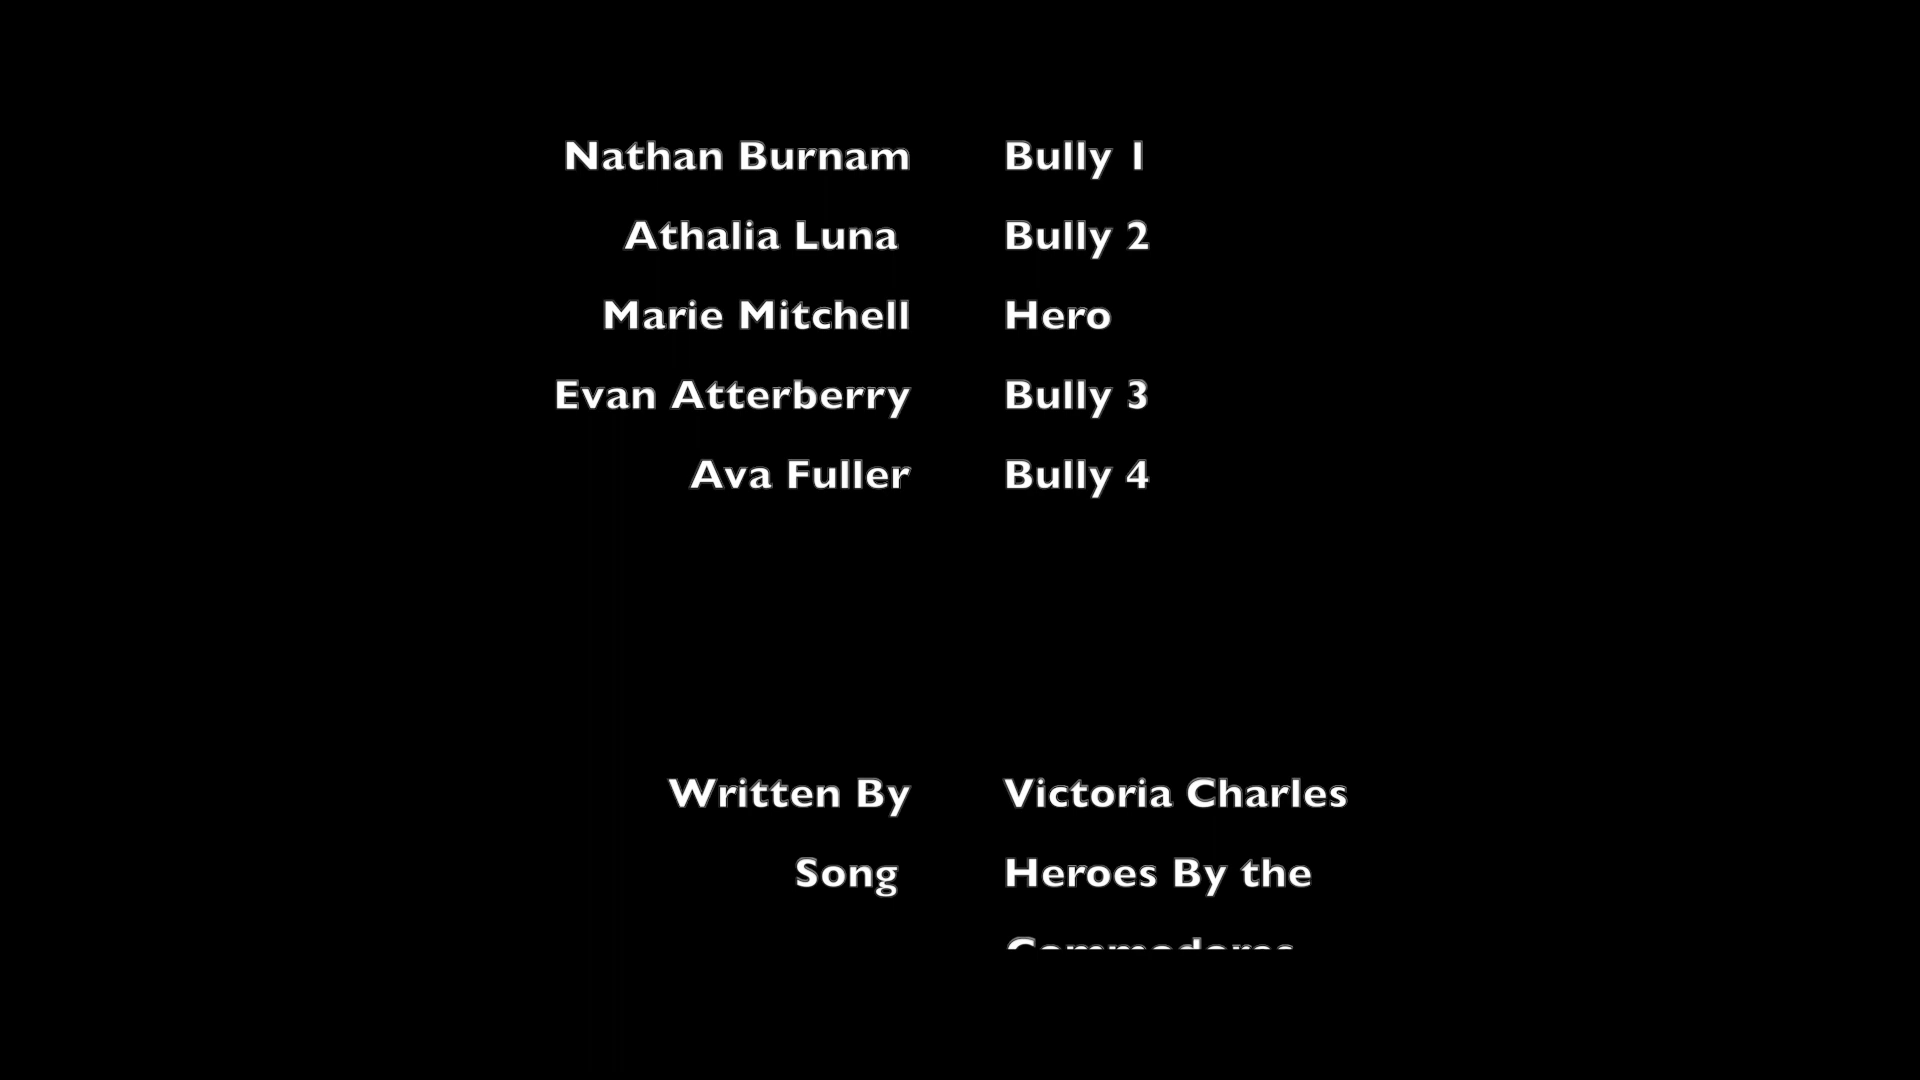 Nathan Burnam Bully 1
Athalia Luna Bully 2
Marie Mitchell Hero
Evan Atterberry Bully 3
Ava Fuller Bully 4
Written By Victoria Charles
Song Heroes By the
Commodores